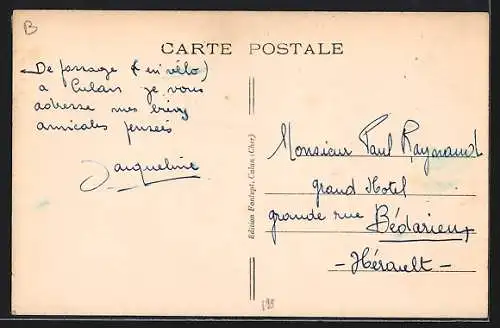 B
CARTE POSTALE
De passage (en vélo)
a Culan je vous
adresse mes bien
amicales pensées
Jacqueline
Edition Fontept, Culan (Cher)
Monsieur Paul Raynaud
grand Hotel
grande rue Bédarieux
- Hérault -